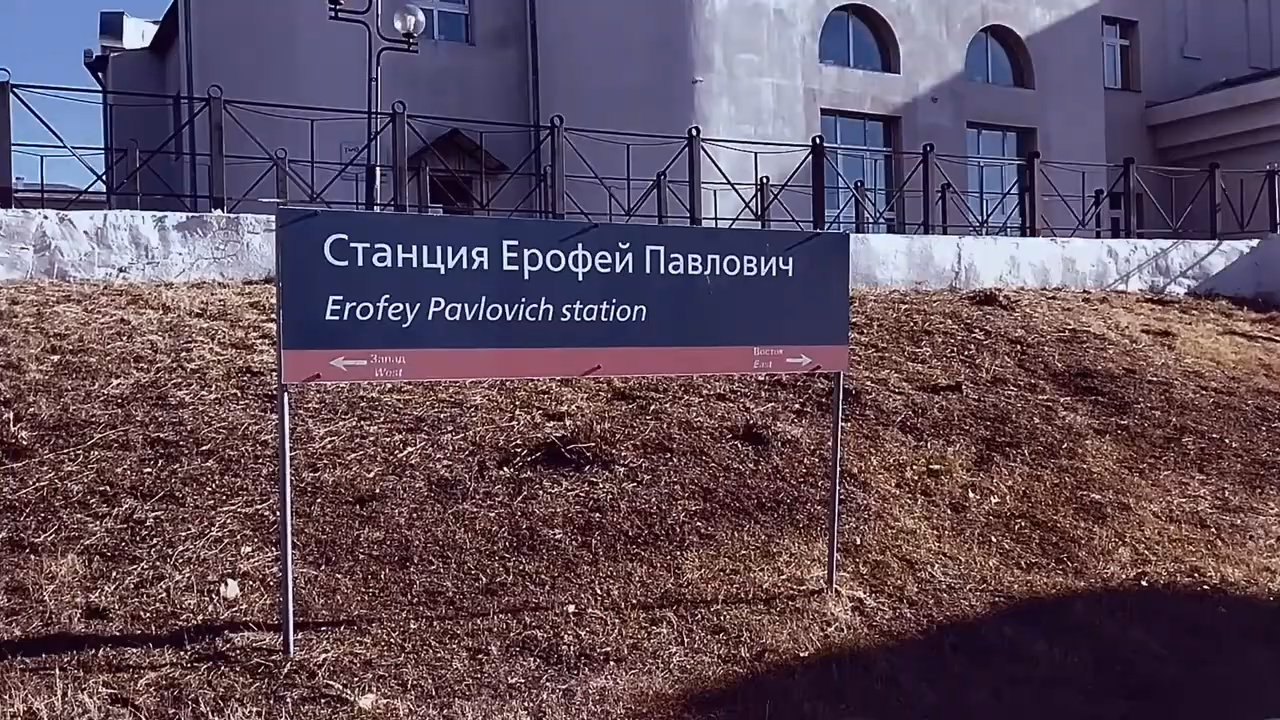 Станция Ерофей Павлович
Erofey Pavlovich station
Запад
West
Восток
East